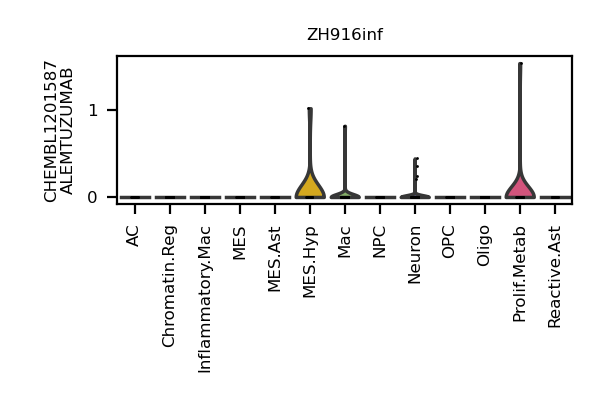 ZH916inf
CHEMBL1201587
ALEMTUZUMAB
1
0
AC
Chromatin.Reg
Inflammatory.Mac
MES
MES.Ast
MES.Hyp
Mac
NPC
Neuron
OPC
Oligo
Prolif.Metab
Reactive.Ast